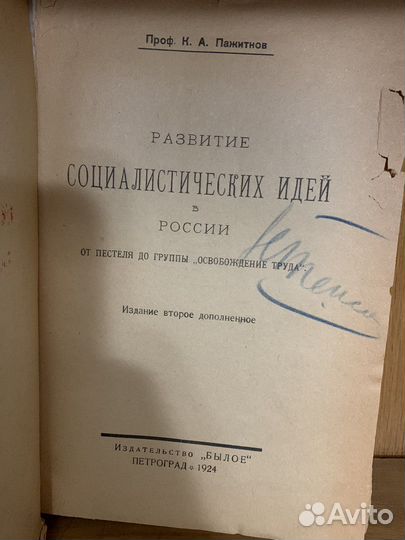 Проф. К. А. Пажитнов
РАЗВИТИЕ
СОЦИАЛИСТИЧЕСКИХ ИДЕЙ
В
РОССИИ
ОТ ПЕСТЕЛЯ ДО ГРУППЫ „ОСВОБОЖДЕНИЕ ТРУДА".
Издание второе дополненное
Издательство „БЫЛОЕ"
ПЕТРОГРАД 1924
Avito